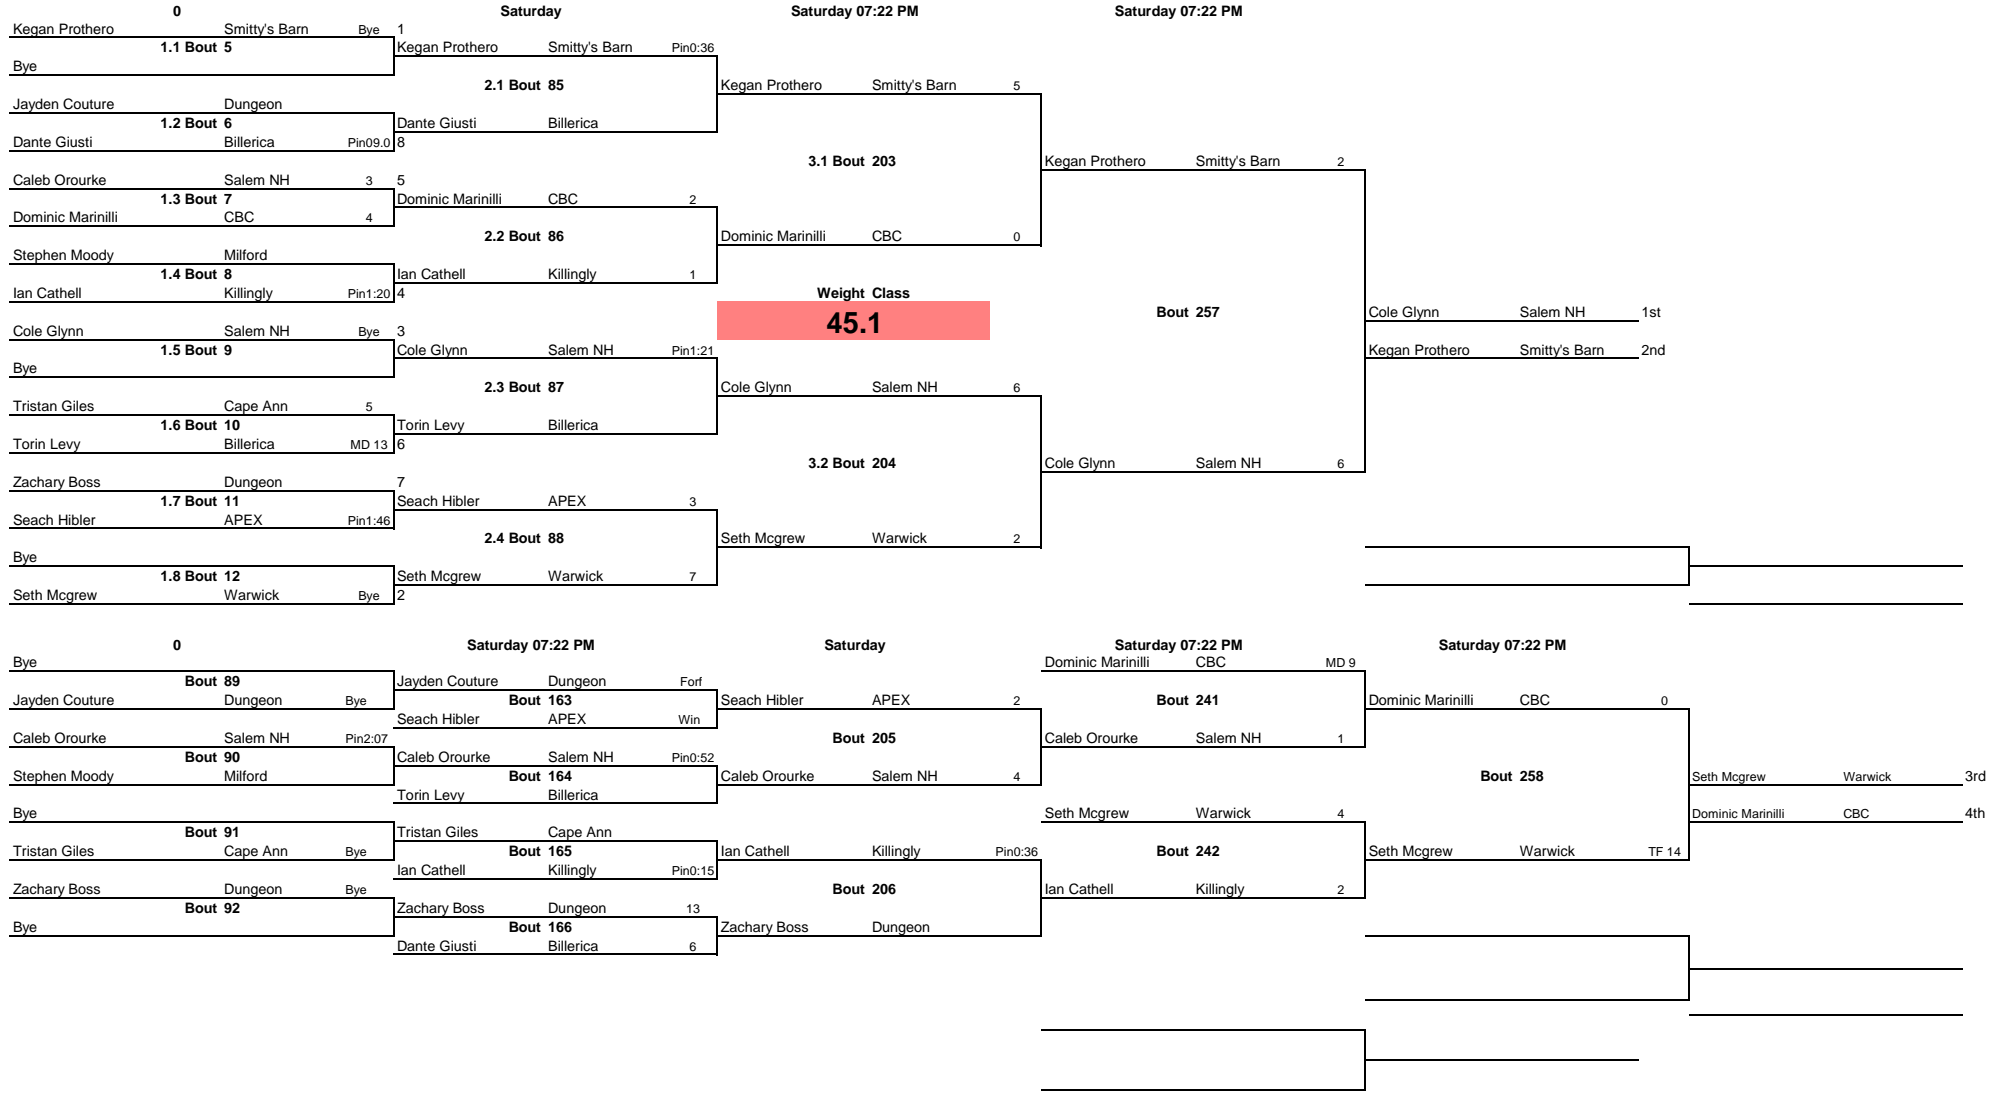 0 Saturday Saturday 07:22 PM Saturday 07:22 PM
Kegan Prothero Smitty's Barn Bye 1
1.1 Bout 5 Kegan Prothero Smitty's Barn Pin0:36
Bye
2.1 Bout 85 Kegan Prothero Smitty's Barn 5
Jayden Couture Dungeon
1.2 Bout 6 Dante Giusti Billerica
Dante Giusti Billerica Pin09.0 8
3.1 Bout 203 Kegan Prothero Smitty's Barn 2
Caleb Orourke Salem NH 3 5
1.3 Bout 7 Dominic Marinilli CBC 2
Dominic Marinilli CBC 4
2.2 Bout 86 Dominic Marinilli CBC 0
Stephen Moody Milford
1.4 Bout 8 Ian Cathell Killingly 1
Ian Cathell Killingly Pin1:20 4 Weight Class
Bout 257 Cole Glynn Salem NH 1st
45.1
Cole Glynn Salem NH Bye 3
1.5 Bout 9 Cole Glynn Salem NH Pin1:21 Kegan Prothero Smitty's Barn 2nd
Bye
2.3 Bout 87 Cole Glynn Salem NH 6
Tristan Giles Cape Ann 5
1.6 Bout 10 Torin Levy Billerica
Torin Levy Billerica MD 13 6
3.2 Bout 204 Cole Glynn Salem NH 6
Zachary Boss Dungeon 7
1.7 Bout 11 Seach Hibler APEX 3
Seach Hibler APEX Pin1:46
2.4 Bout 88 Seth Mcgrew Warwick 2
Bye
1.8 Bout 12 Seth Mcgrew Warwick 7
Seth Mcgrew Warwick Bye 2
0 Saturday 07:22 PM Saturday Saturday 07:22 PM Saturday 07:22 PM
Bye Dominic Marinilli CBC MD 9
Bout 89 Jayden Couture Dungeon Forf
Jayden Couture Dungeon Bye Bout 163 Seach Hibler APEX 2 Bout 241 Dominic Marinilli CBC 0
Seach Hibler APEX Win
Caleb Orourke Salem NH Pin2:07 Bout 205 Caleb Orourke Salem NH 1
Bout 90 Caleb Orourke Salem NH Pin0:52
Stephen Moody Milford Bout 164 Caleb Orourke Salem NH 4 Bout 258 Seth Mcgrew Warwick 3rd
Torin Levy Billerica
Bye Seth Mcgrew Warwick 4 Dominic Marinilli CBC 4th
Bout 91 Tristan Giles Cape Ann
Tristan Giles Cape Ann Bye Bout 165 Ian Cathell Killingly Pin0:36 Bout 242 Seth Mcgrew Warwick TF 14
Ian Cathell Killingly Pin0:15
Zachary Boss Dungeon Bye Bout 206 Ian Cathell Killingly 2
Bout 92 Zachary Boss Dungeon 13
Bye Bout 166 Zachary Boss Dungeon
Dante Giusti Billerica 6